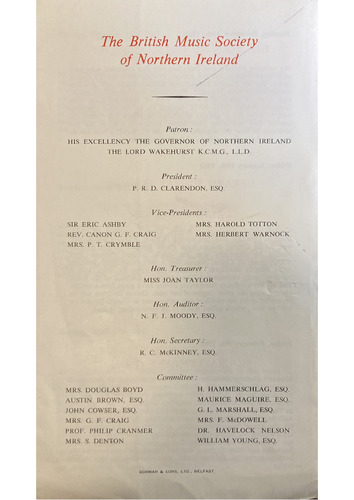 The British Music Society
of Northern Ireland
Patron :
HIS EXCELLENCY THE GOVERNOR OF NORTHERN IRELAND
THE LORD WAKEHURST K.C.M.G., L.L.D.
President :
P. R. D. CLARENDON, ESQ.
Vice-Presidents :
SIR ERIC ASHBY
REV. CANON G. F. CRAIG
MRS. P. T. CRYMBLE
MRS. HAROLD TOTTON
MRS. HERBERT WARNOCK
Hon. Treasurer :
MISS JOAN TAYLOR
Hon. Auditor :
N. F. J. MOODY, ESQ.
Hon. Secretary :
R. C. McKINNEY, ESQ.
Committee :
MRS. DOUGLAS BOYD
AUSTIN BROWN, ESQ.
JOHN COWSER, ESQ.
MRS. G. F. CRAIG
PROF. PHILIP CRANMER
MRS. S. DENTON
H. HAMMERSCHLAG, ESQ.
MAURICE MAGUIRE, ESQ.
G. L. MARSHALL, ESQ.
MRS. F. McDOWELL
DR. HAVELOCK NELSON
WILLIAM YOUNG, ESQ.
& SONS, LTD., BELFAST.